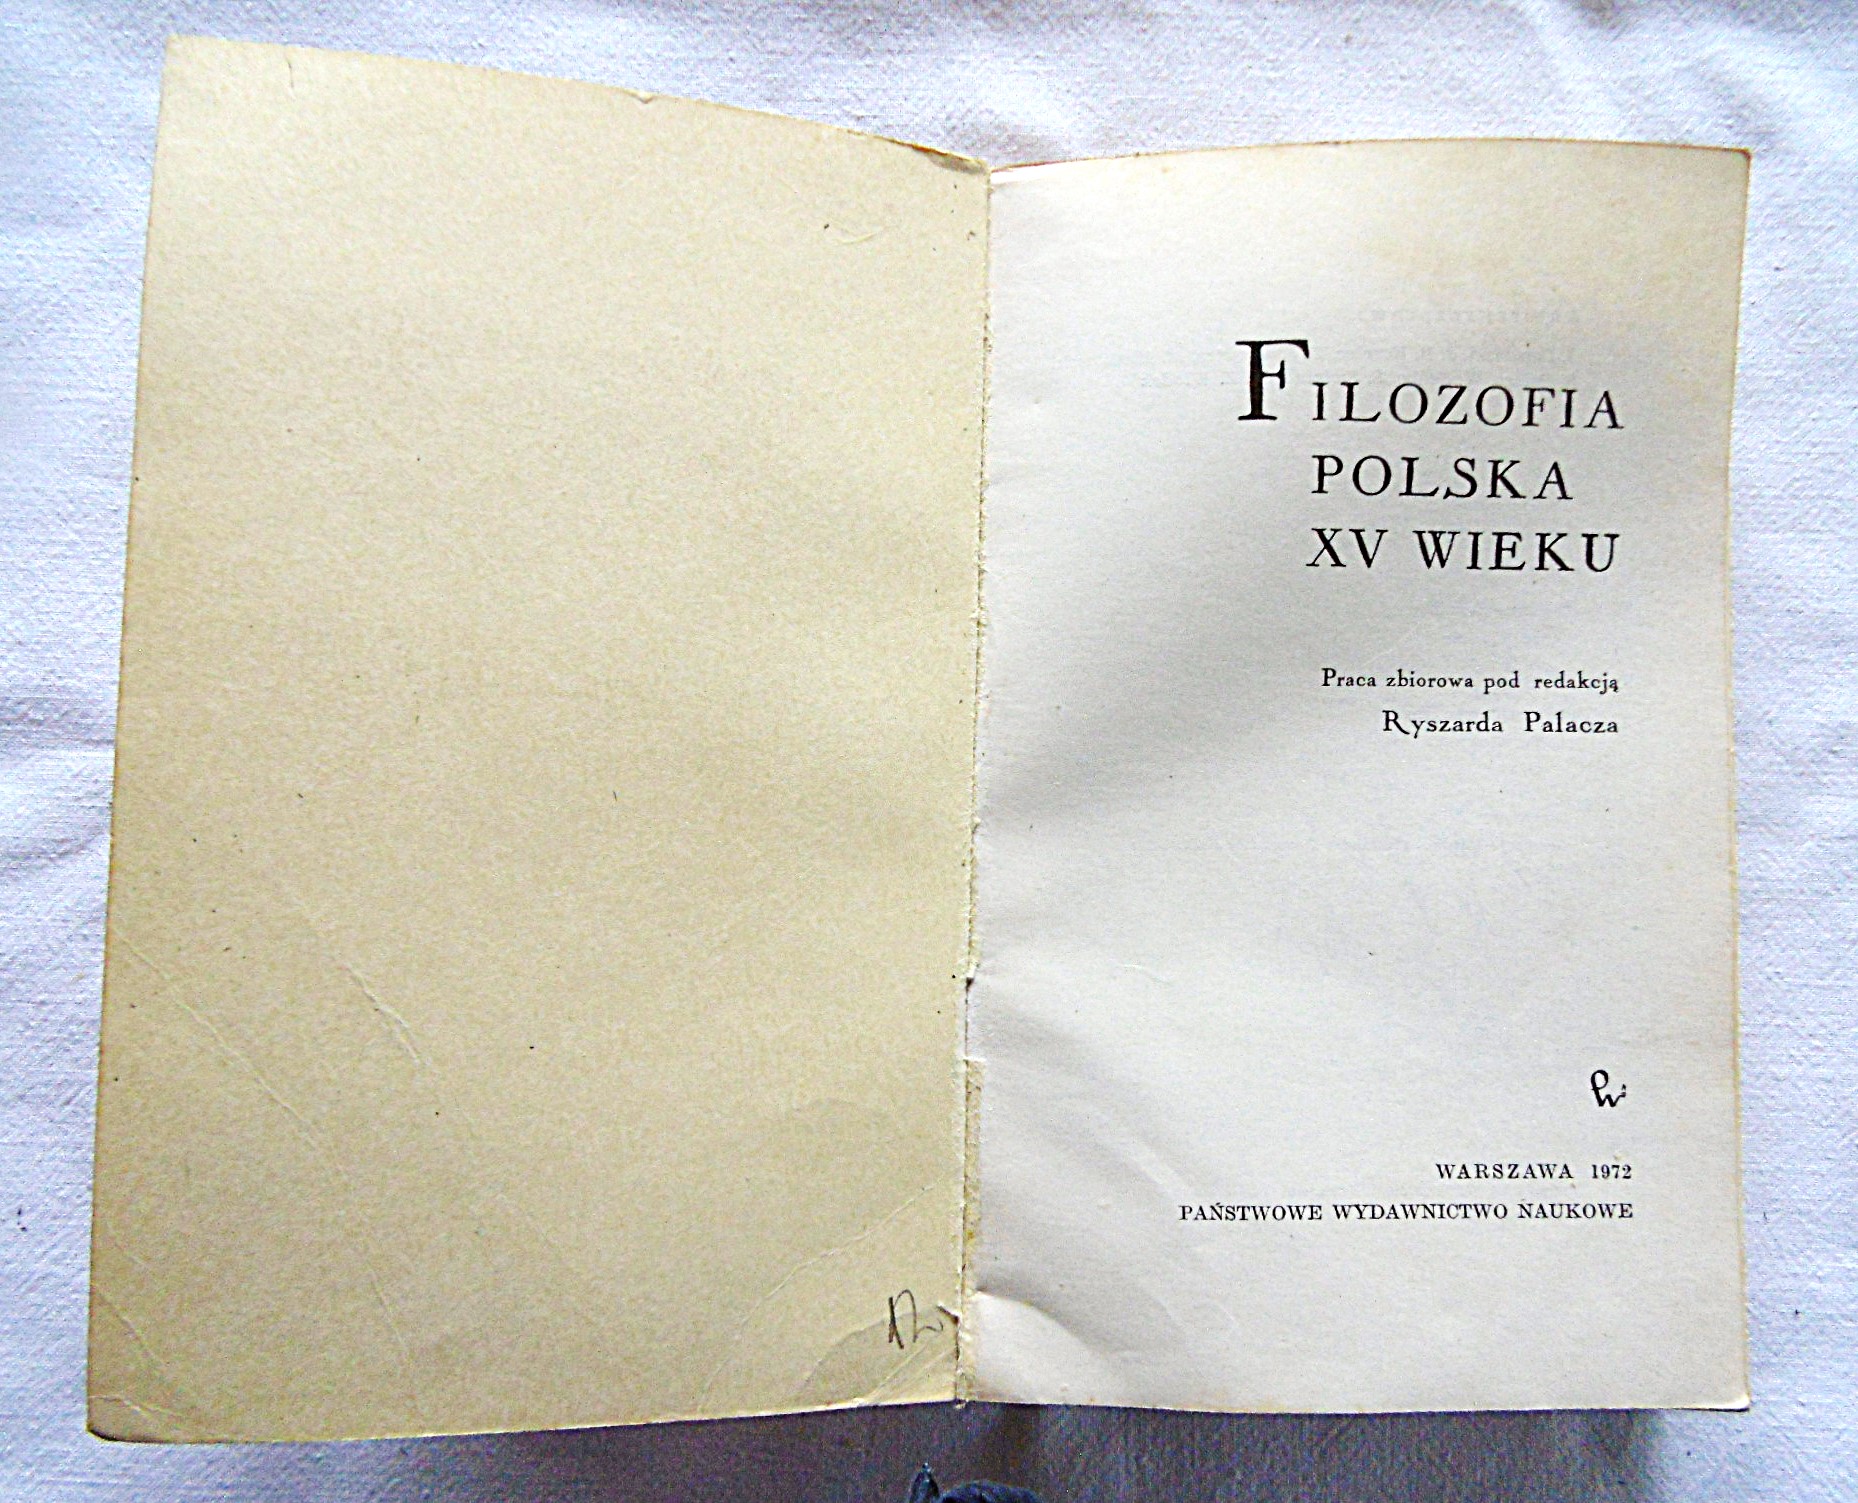 FILOZOFIA
POLSKA
XV WIEKU
Praca zbiorowa pod redakcją
Ryszarda Palacza
WARSZAWA 1972
PAŃSTWOWE WYDAWNICTWO NAUKOWE